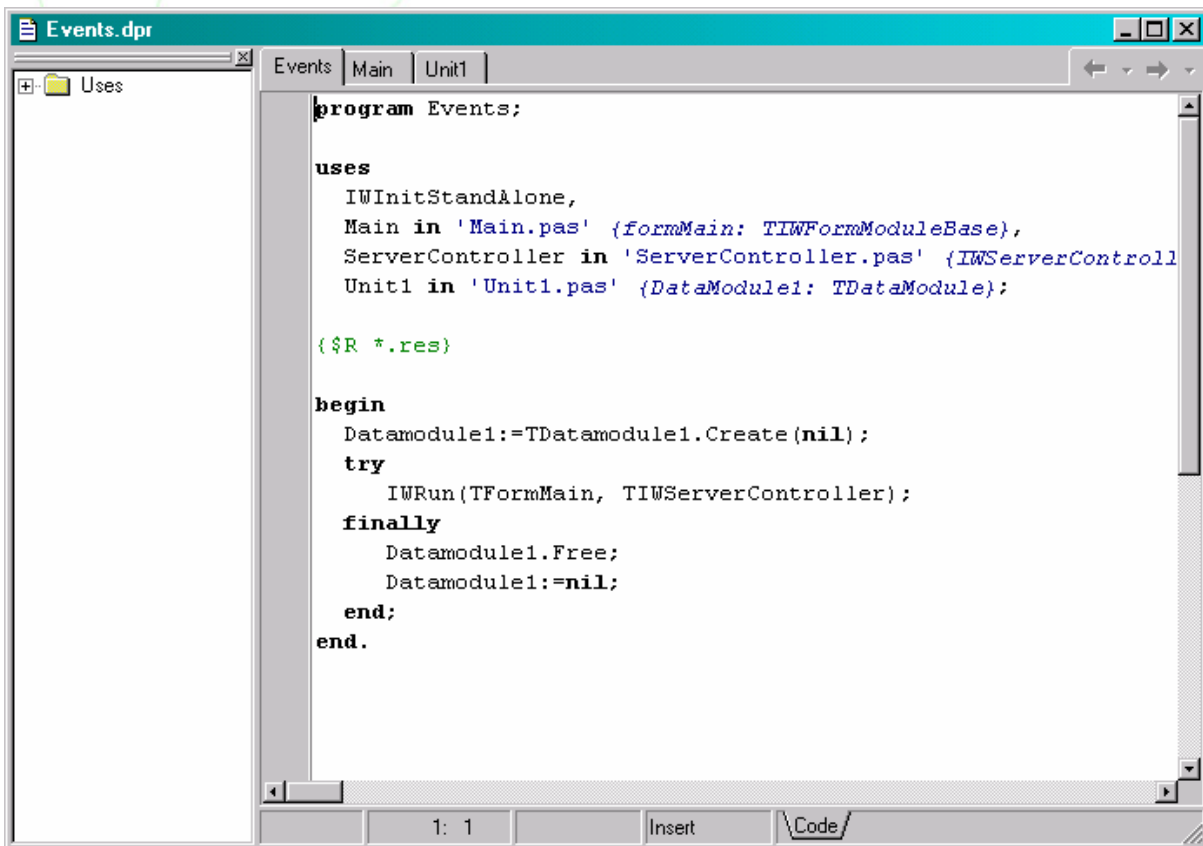 Events.dpr
Uses
Events Main Unit1
program Events;
uses
IWInitStandAlone,
Main in 'Main.pas' {formMain: TIWFormModuleBase},
ServerController in 'ServerController.pas' {IWServerControll
Unit1 in 'Unit1.pas' {DataModule1: TDataModule};
{$R *.res}
begin
Datamodule1:=TDatamodule1.Create(nil);
try
IWRun(TFormMain, TIWServerController);
finally
Datamodule1.Free;
Datamodule1:=nil;
end;
end.
1: 1 Insert \Code/